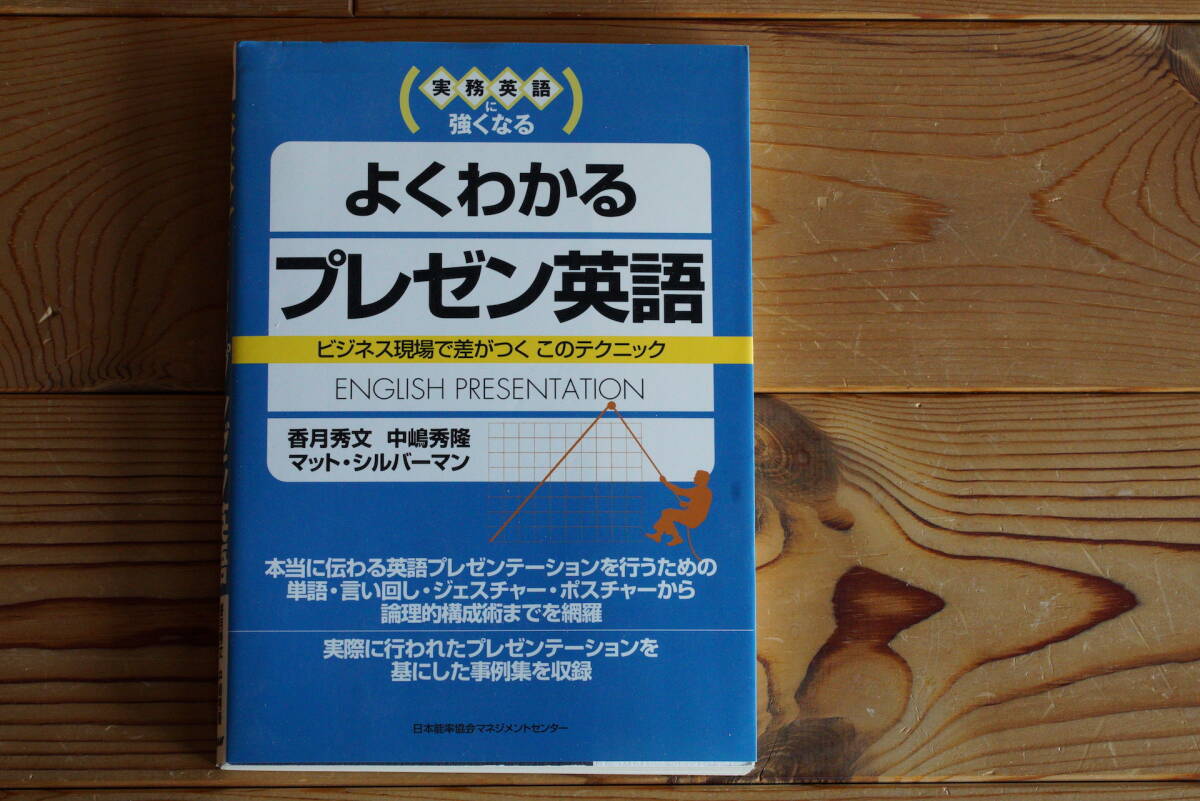 実務英語
に
強くなる
よくわかる
プレゼン英語
ビジネス現場で差がつく このテクニック
ENGLISH PRESENTATION
香月秀文 中嶋秀隆
マット・シルバーマン
本当に伝わる英語プレゼンテーションを行うための
単語・言い回し・ジェスチャー・ポスチャーから
論理的構成術までを網羅
実際に行われたプレゼンテーションを
基にした事例集を収録
日本能率協会マネジメントセンター